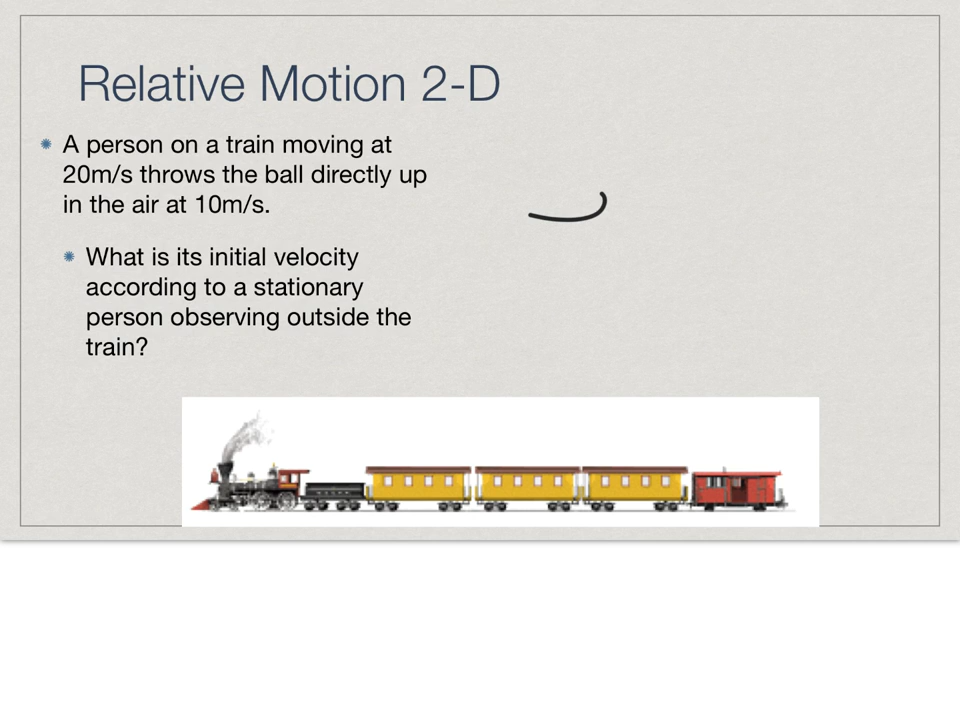 Relative Motion 2-D
A person on a train moving at
20m/s throws the ball directly up
in the air at 10m/s.
What is its initial velocity
according to a stationary
person observing outside the
train?